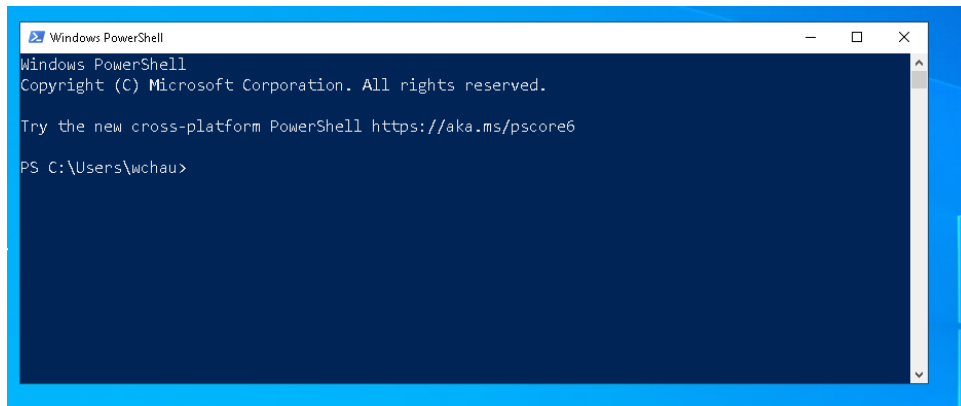 Windows PowerShell
Windows PowerShell
Copyright (C) Microsoft Corporation. All rights reserved.
Try the new cross-platform PowerShell https://aka.ms/pscore6
PS C:\Users\wchau>